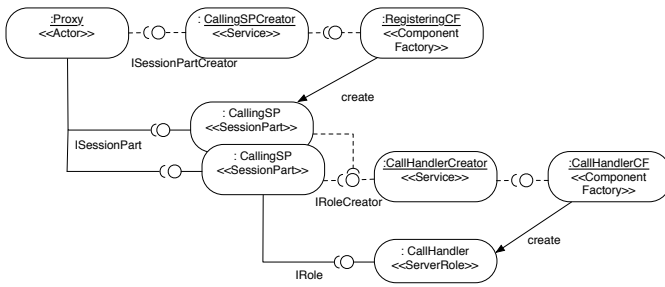 :Proxy
<<Actor>>
:CallingSPCreator
<<Service>>
:RegisteringCF
<<Component
Factory>>
ISessionPartCreator
create
: CallingSP
<<SessionPart>>
ISessionPart
: CallingSP
<<SessionPart>>
:CallHandlerCreator
<<Service>>
:CallHandlerCF
<<Component
Factory>>
IRoleCreator
create
: CallHandler
<<ServerRole>>
IRole